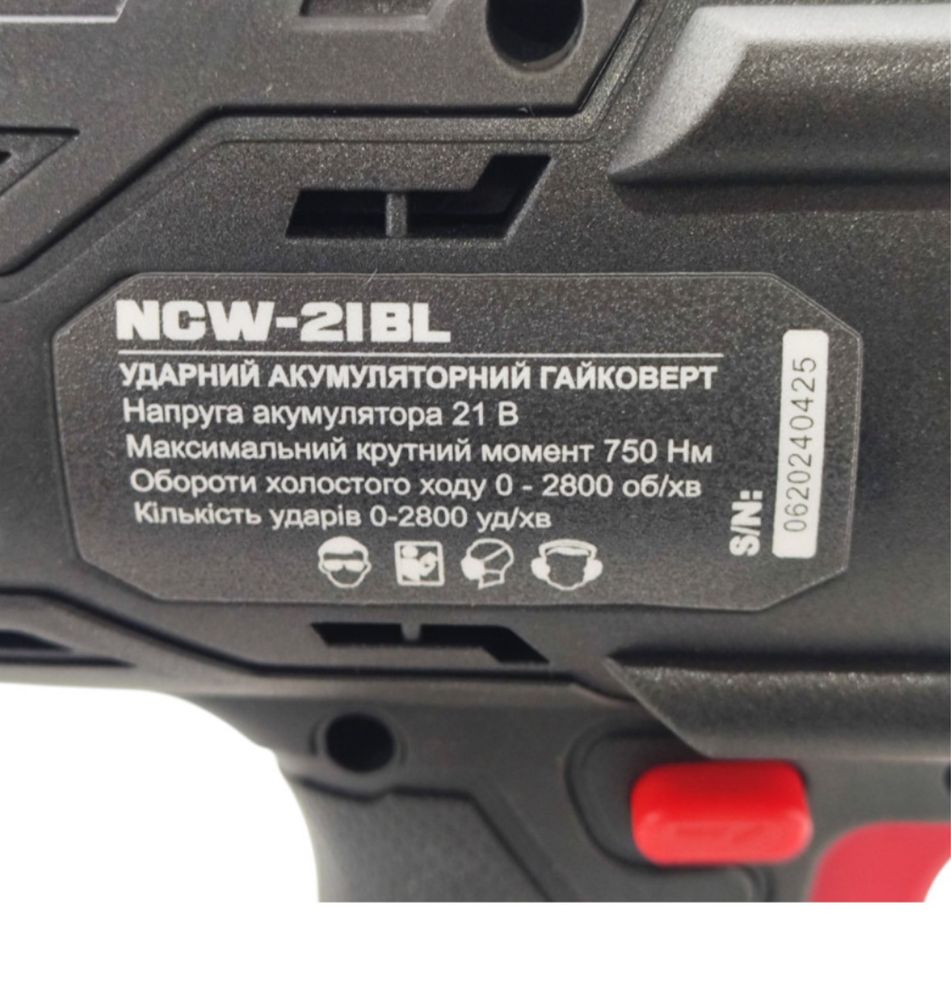 NCW-21BL
УДАРНИЙ АКУМУЛЯТОРНИЙ ГАЙКОВЕРТ
Напруга акумулятора 21 В
Максимальний крутний момент 750 Нм
Обороти холостого ходу 0 - 2800 об/хв
Кількість ударів 0-2800 уд/хв
S/N: 0620240425